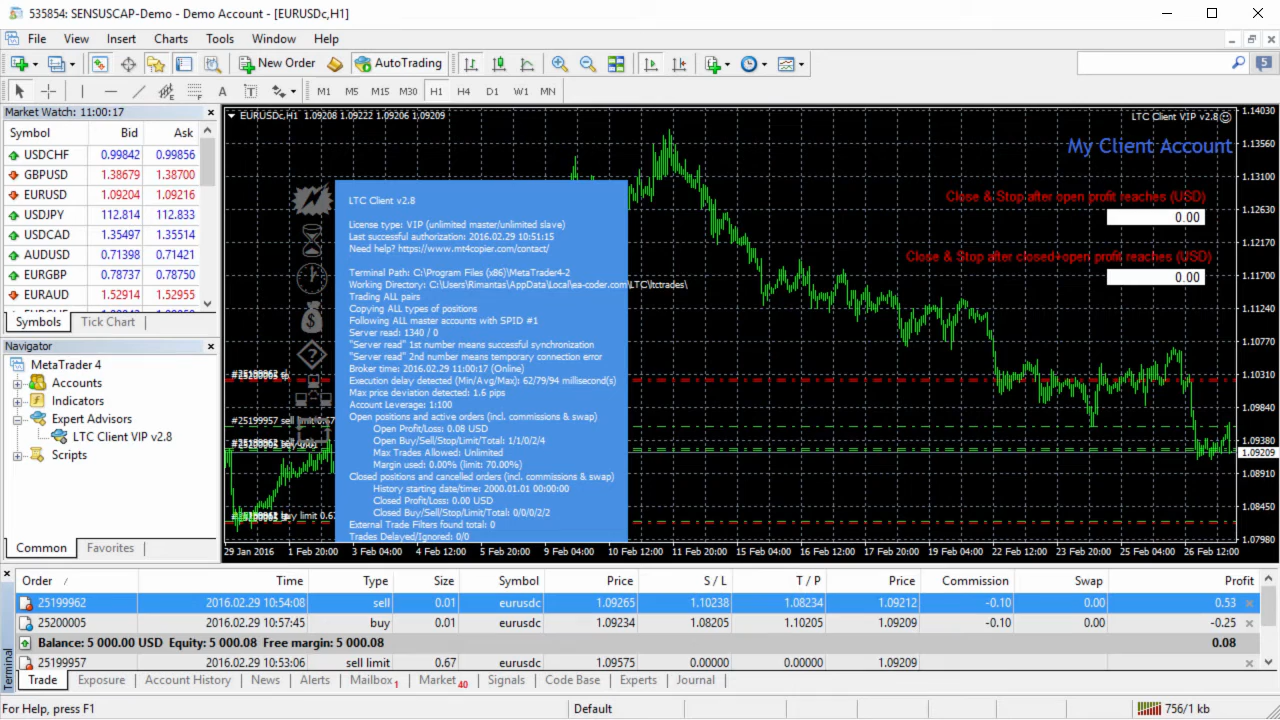 535854: SENSUSCAP-Demo - Demo Account - [EURUSDc,H1]
File View Insert Charts Tools Window Help
New Order AutoTrading 5
A T M1 M5 M15 M30 H1 H4 D1 W1 MN
Market Watch: 11:00:17
Symbol Bid Ask
USDCHF 0.99842 0.99856
GBPUSD 1.38679 1.38700
EURUSD 1.09204 1.09216
USDJPY 112.814 112.833
USDCAD 1.35497 1.35514
AUDUSD 0.71398 0.71421
EURGBP 0.78737 0.78750
EURAUD 1.52914 1.52955
Symbols Tick Chart
Navigator
MetaTrader 4
Accounts
Indicators
Expert Advisors
LTC Client VIP v2.8
Scripts
Common Favorites
EURUSDc,H1 1.09208 1.09222 1.09206 1.09209
LTC Client VIP v2.8
My Client Account
Close & Stop after open profit reaches (USD)
0.00
Close & Stop after closed+open profit reaches (USD)
0.00
LTC Client v2.8
License type: VIP (unlimited master/unlimited slave)
Last successful authorization: 2016.02.29 10:51:15
Need help? https://www.mt4copier.com/contact/
Terminal Path: C:\Program Files (x86)\MetaTrader4-2
Working Directory: C:\Users\Rimantas\AppData\Local\ea-coder.com\LTC\ltctrades\
Trading ALL pairs
Copying ALL types of positions
Following ALL master accounts with SPID #1
Server read: 1340 / 0
"Server read" 1st number means successful synchronization
"Server read" 2nd number means temporary connection error
Broker time: 2016.02.29 11:00:17 (Online)
Execution delay detected (Min/Avg/Max): 62/79/94 millisecond(s)
Max price deviation detected: 1.6 pips
Account Leverage: 1:100
Open positions and active orders (incl. commissions & swap)
Open Profit/Loss: 0.08 USD
Open Buy/Sell/Stop/Limit/Total: 1/1/0/2/4
Max Trades Allowed: Unlimited
Margin used: 0.00% (limit: 70.00%)
Closed positions and cancelled orders (incl. commissions & swap)
History starting date/time: 2000.01.01 00:00:00
Closed Profit/Loss: 0.00 USD
Closed Buy/Sell/Stop/Limit/Total: 0/0/0/2/2
External Trade Filters found total: 0
Trades Delayed/Ignored: 0/0
#25199957 sell limit 0.67
buy limit 0.67
1.14030
1.13560
1.13100
1.12630
1.12170
1.11700
1.11240
1.10770
1.10310
1.09840
1.09380
1.09209
1.08910
1.08450
1.07980
29 Jan 2016 1 Feb 20:00 3 Feb 04:00 4 Feb 12:00 5 Feb 20:00 9 Feb 04:00 10 Feb 12:00 11 Feb 20:00 15 Feb 04:00 16 Feb 12:00 17 Feb 20:00 19 Feb 04:00 22 Feb 12:00 23 Feb 20:00 25 Feb 04:00 26 Feb 12:00
Order / Time Type Size Symbol Price S / L T / P Price Commission Swap Profit
25199962 2016.02.29 10:54:08 sell 0.01 eurusdc 1.09265 1.10238 1.08234 1.09212 -0.10 0.00 0.53
25200005 2016.02.29 10:57:45 buy 0.01 eurusdc 1.09234 1.08205 1.10205 1.09209 -0.10 0.00 -0.25
Balance: 5 000.00 USD Equity: 5 000.08 Free margin: 5 000.08 0.08
25199957 2016.02.29 10:53:06 sell limit 0.67 eurusdc 1.09575 0.00000 0.00000 1.09209
Terminal
Trade Exposure Account History News Alerts Mailbox 1 Market 40 Signals Code Base Experts Journal
For Help, press F1 Default 756/1 kb